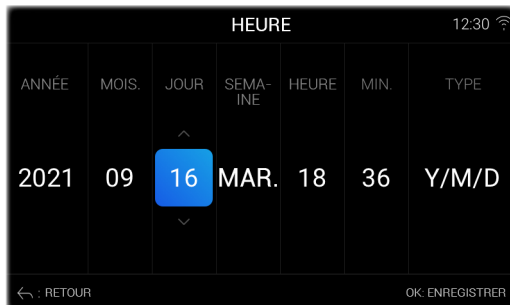 HEURE
12:30
ANNÉE MOIS. JOUR SEMA-
INE HEURE MIN. TYPE
2021 09 16 MAR. 18 36 Y/M/D
: RETOUR
OK: ENREGISTRER